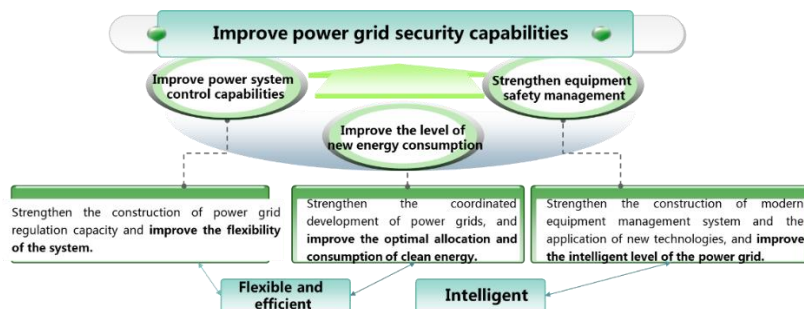 Improve power grid security capabilities
Improve power system
control capabilities
Strengthen equipment
safety management
Improve the level of
new energy consumption
Strengthen the construction of power grid
regulation capacity and improve the flexibility
of the system.
Strengthen the coordinated
development of power grids, and
improve the optimal allocation and
consumption of clean energy.
Strengthen the construction of modern
equipment management system and the
application of new technologies, and improve
the intelligent level of the power grid.
Flexible and
efficient
Intelligent